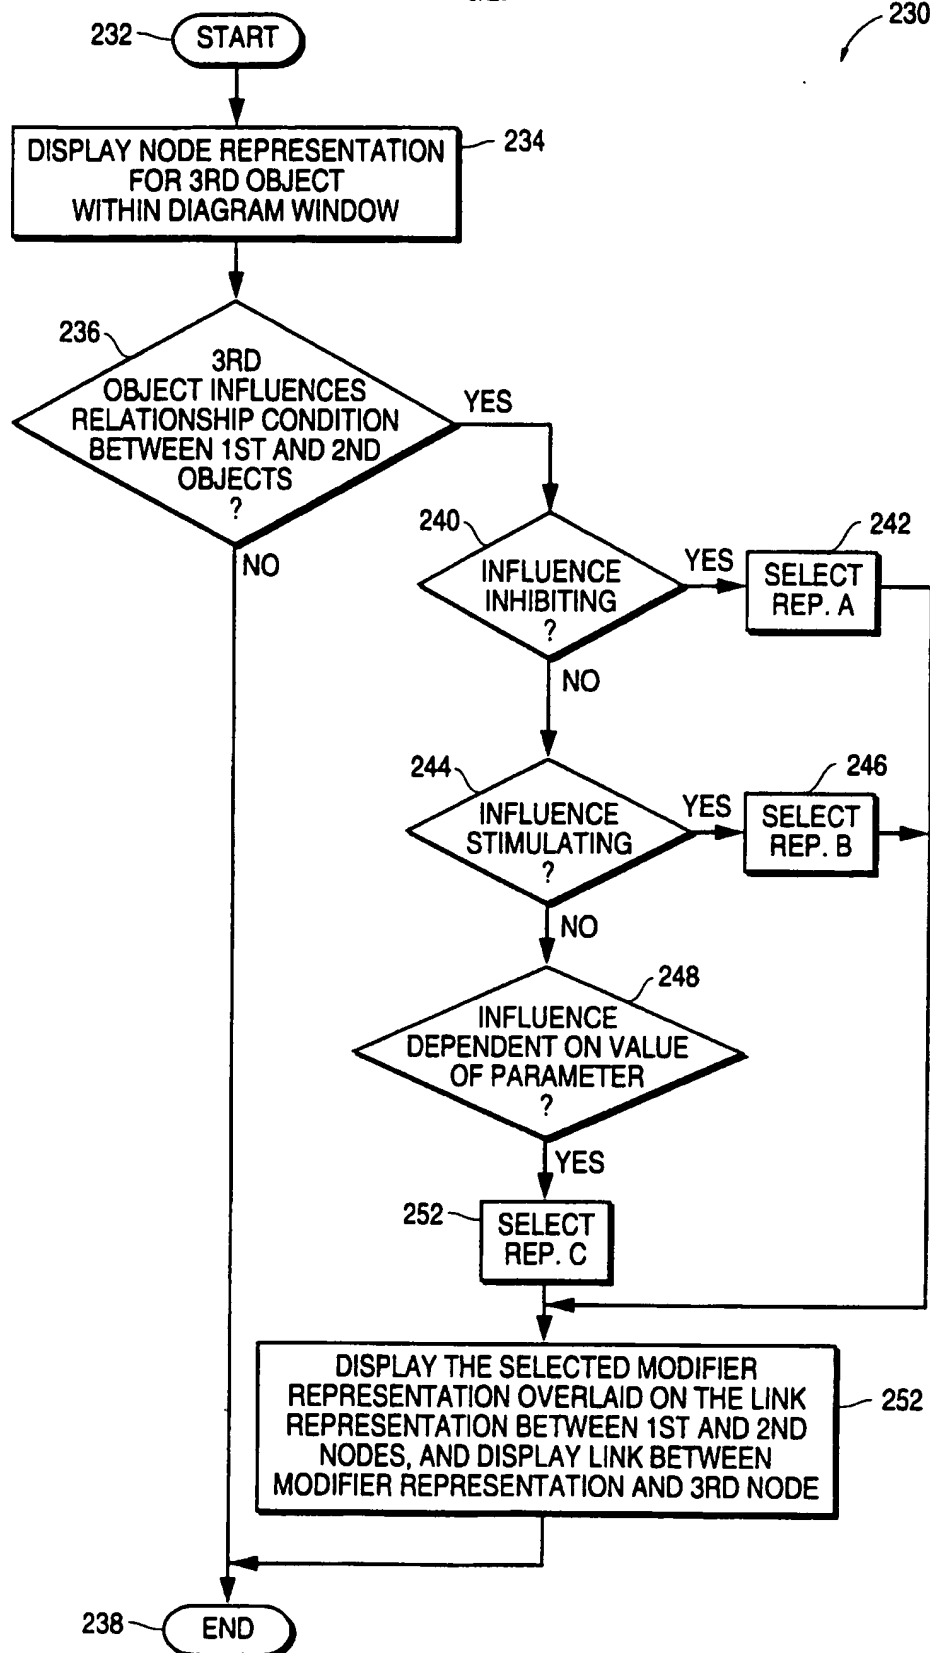 230
232
START
234
DISPLAY NODE REPRESENTATION
FOR 3RD OBJECT
WITHIN DIAGRAM WINDOW
236
3RD
OBJECT INFLUENCES
RELATIONSHIP CONDITION
BETWEEN 1ST AND 2ND
OBJECTS
?
YES
NO
240
INFLUENCE
INHIBITING
?
YES
242
SELECT
REP. A
NO
244
INFLUENCE
STIMULATING
?
YES
246
SELECT
REP. B
NO
248
INFLUENCE
DEPENDENT ON VALUE
OF PARAMETER
?
YES
252
SELECT
REP. C
DISPLAY THE SELECTED MODIFIER
REPRESENTATION OVERLAID ON THE LINK
REPRESENTATION BETWEEN 1ST AND 2ND
NODES, AND DISPLAY LINK BETWEEN
MODIFIER REPRESENTATION AND 3RD NODE
252
238
END